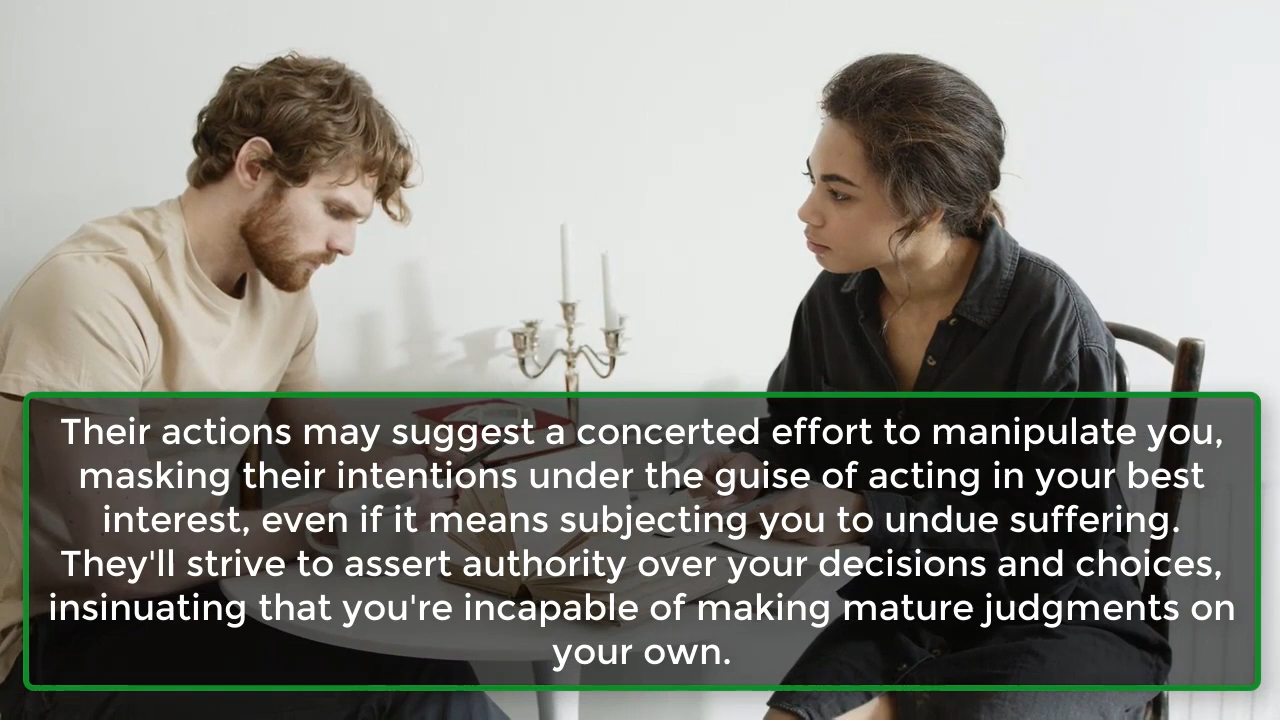 Their actions may suggest a concerted effort to manipulate you,
masking their intentions under the guise of acting in your best
interest, even if it means subjecting you to undue suffering.
They'll strive to assert authority over your decisions and choices,
insinuating that you're incapable of making mature judgments on
your own.